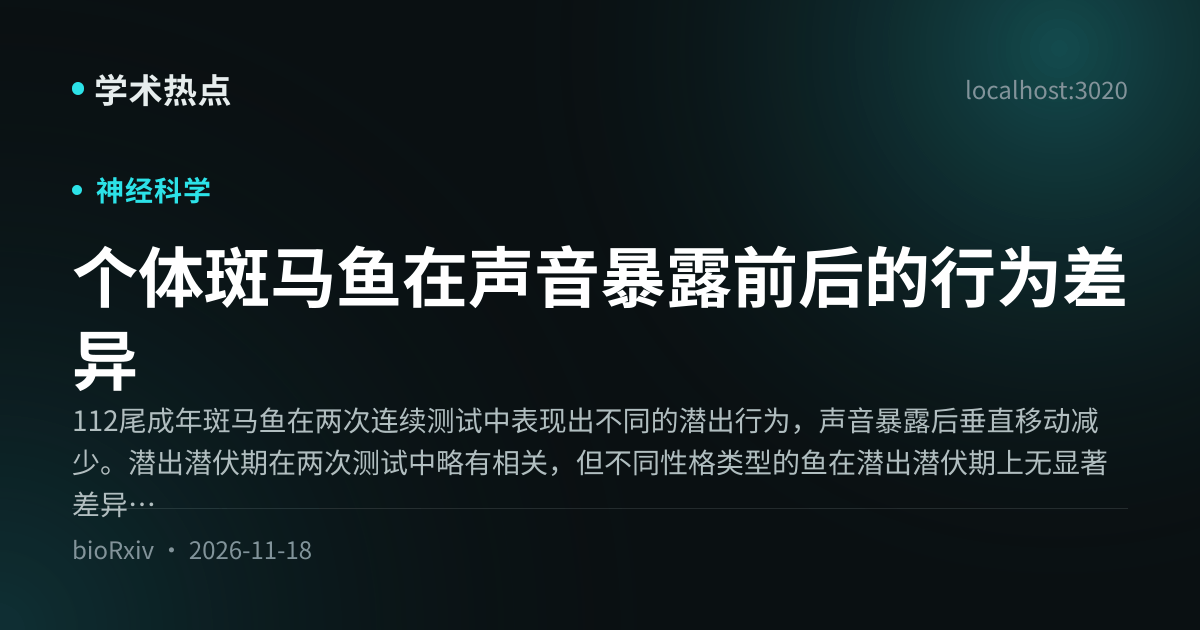 学术热点
localhost:3020
神经科学
个体斑马鱼在声音暴露前后的行为差
异
112尾成年斑马鱼在两次连续测试中表现出不同的潜出行为，声音暴露后垂直移动减
少。潜出潜伏期在两次测试中略有相关，但不同性格类型的鱼在潜出潜伏期上无显著
差异…
bioRxiv • 2026-11-18